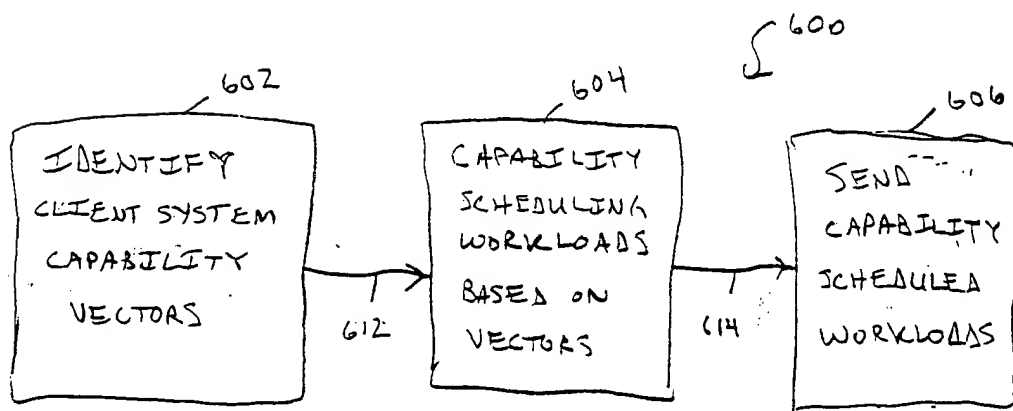 600
602
604
606
IDENTIFY
CLIENT SYSTEM
CAPABILITY
VECTORS
612
CAPABILITY
SCHEDULING
WORKLOADS
BASED ON
VECTORS
614
SEND
CAPABILITY
SCHEDULED
WORKLOADS